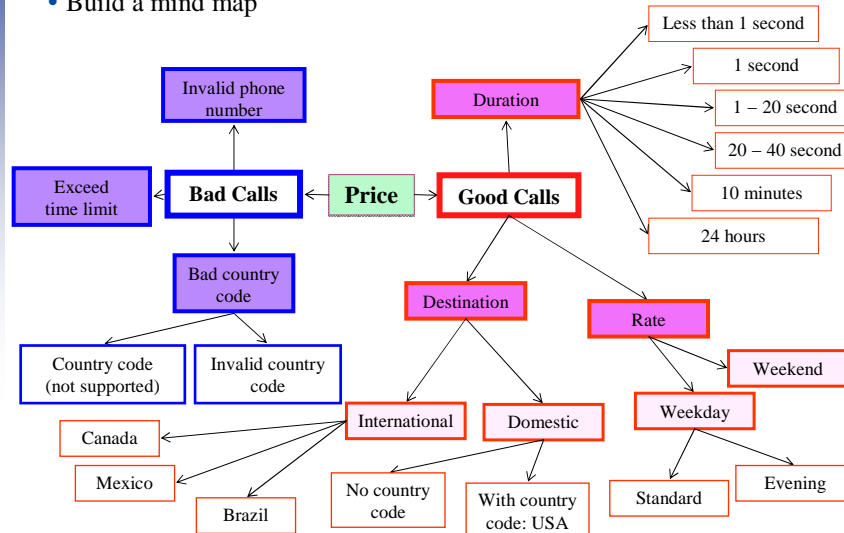 • Build a mind map
Less than 1 second
1 second
1 – 20 second
20 – 40 second
10 minutes
24 hours
Invalid phone
number
Duration
Exceed
time limit
Bad Calls
Price
Good Calls
Bad country
code
Destination
Rate
Country code
(not supported)
Invalid country
code
Weekend
International
Domestic
Weekday
Canada
Mexico
Brazil
No country
code
With country
code: USA
Standard
Evening